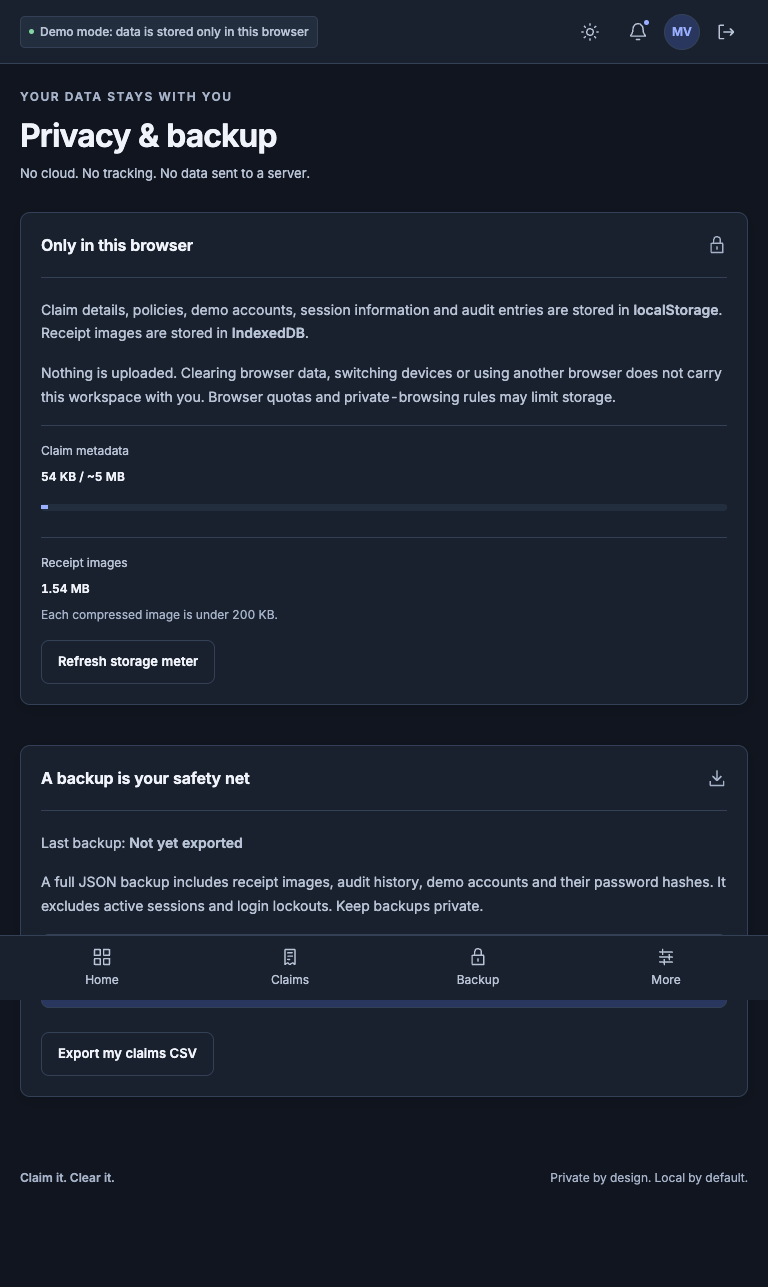 Demo mode: data is stored only in this browser
MV
YOUR DATA STAYS WITH YOU
Privacy & backup
No cloud. No tracking. No data sent to a server.
Only in this browser
Claim details, policies, demo accounts, session information and audit entries are stored in localStorage.
Receipt images are stored in IndexedDB.
Nothing is uploaded. Clearing browser data, switching devices or using another browser does not carry
this workspace with you. Browser quotas and private-browsing rules may limit storage.
Claim metadata
54 KB / ~5 MB
Receipt images
1.54 MB
Each compressed image is under 200 KB.
Refresh storage meter
A backup is your safety net
Last backup: Not yet exported
A full JSON backup includes receipt images, audit history, demo accounts and their password hashes. It
excludes active sessions and login lockouts. Keep backups private.
Home
Claims
Backup
More
Export my claims CSV
Claim it. Clear it.
Private by design. Local by default.